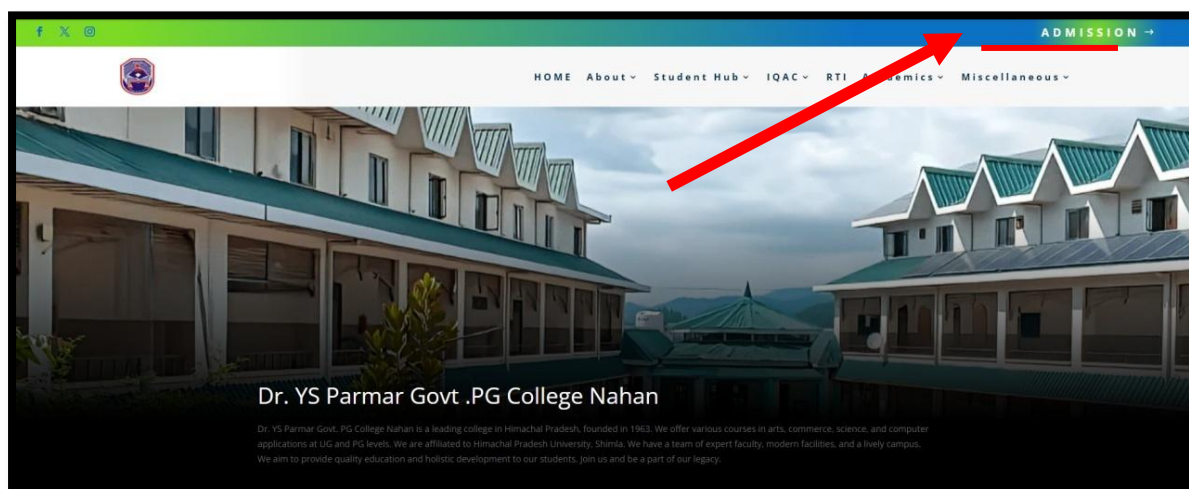 ADMISSION →
HOME About Student Hub IQAC RTI Academics Miscellaneous
Dr. YS Parmar Govt .PG College Nahan
Dr. YS Parmar Govt. PG College Nahan is a leading college in Himachal Pradesh, founded in 1963. We offer various courses in arts, commerce, science, and computer
applications at UG and PG levels. We are affiliated to Himachal Pradesh University, Shimla. We have a team of expert faculty, modern facilities, and a lively campus.
We aim to provide quality education and holistic development to our students. Join us and be a part of our legacy.